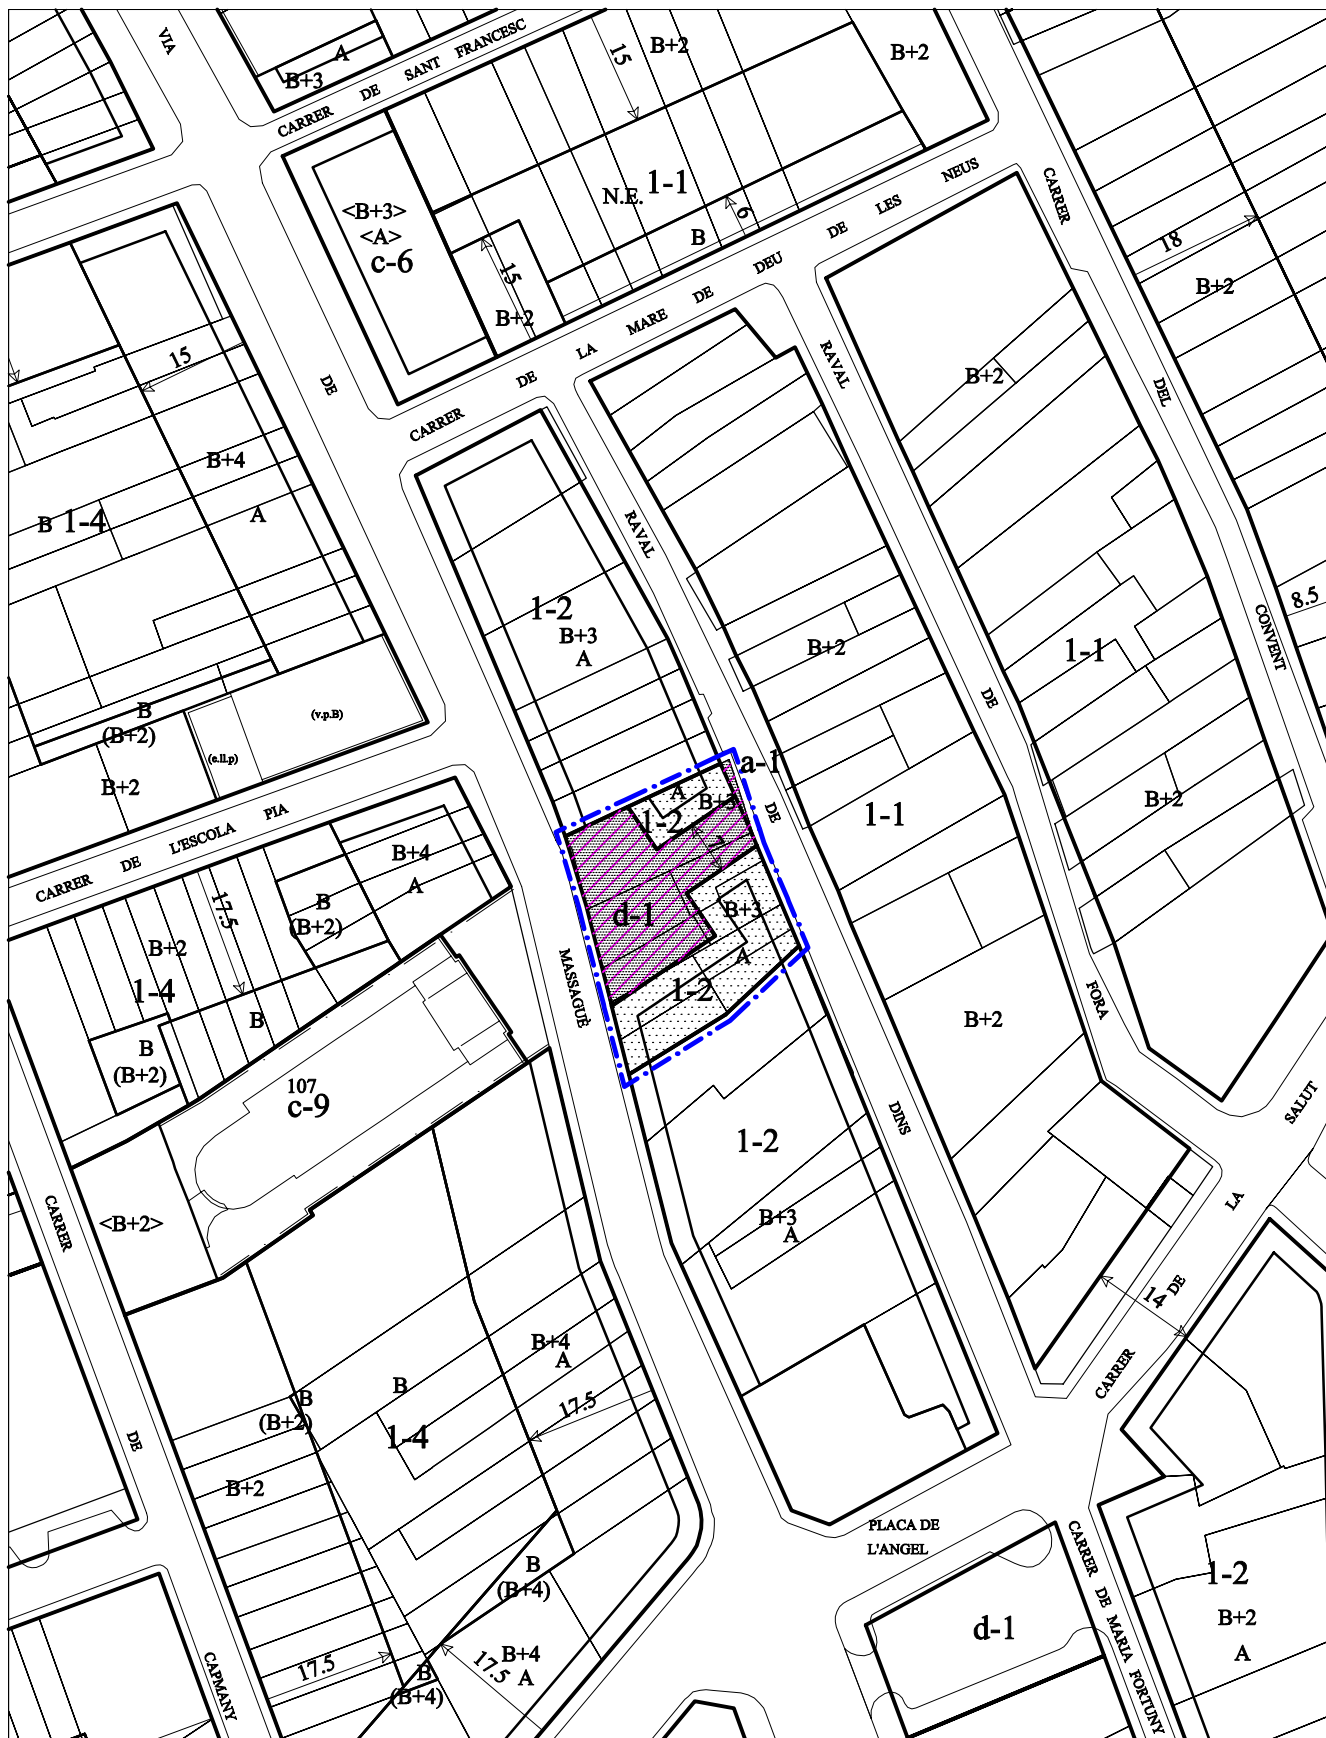 VIA
A
B+3
CARRER DE SANT FRANCESC
15
B+2
B+2
<B+3>
<A>
c-6
N.E.
1-1
6
B
15
B+2
CARRER DE LA MARE DE DEU DE LES NEUS
CARRER DEL CONVENT
18
B+2
15
DE
B+4
B
1-4
A
RAVAL DE FORA
B+2
RAVAL DE DINS
1-2
B+3
A
B+2
1-1
8.5
B
(B+2)
(v.p.B)
(e.ll.p)
B+2
a-1
A
B+3
1-2
7
1-1
B+2
CARRER DE L'ESCOLA PIA
B+4
A
B
(B+2)
17.5
B+2
1-4
B
B
(B+2)
d-1
B+3
A
1-2
MASSAGUÈ
B+2
107
c-9
1-2
<B+2>
B+3
A
CARRER DE LA SALUT
14
CARRER DE CAPMANY
B+4
A
B
B
(B+2)
17.5
1-4
B+2
PLACA DE
L'ANGEL
CARRER DE MARIA FORTUNY
B
(B+4)
d-1
1-2
B+2
A
17.5
B
(B+4)
17.5
B+4
A